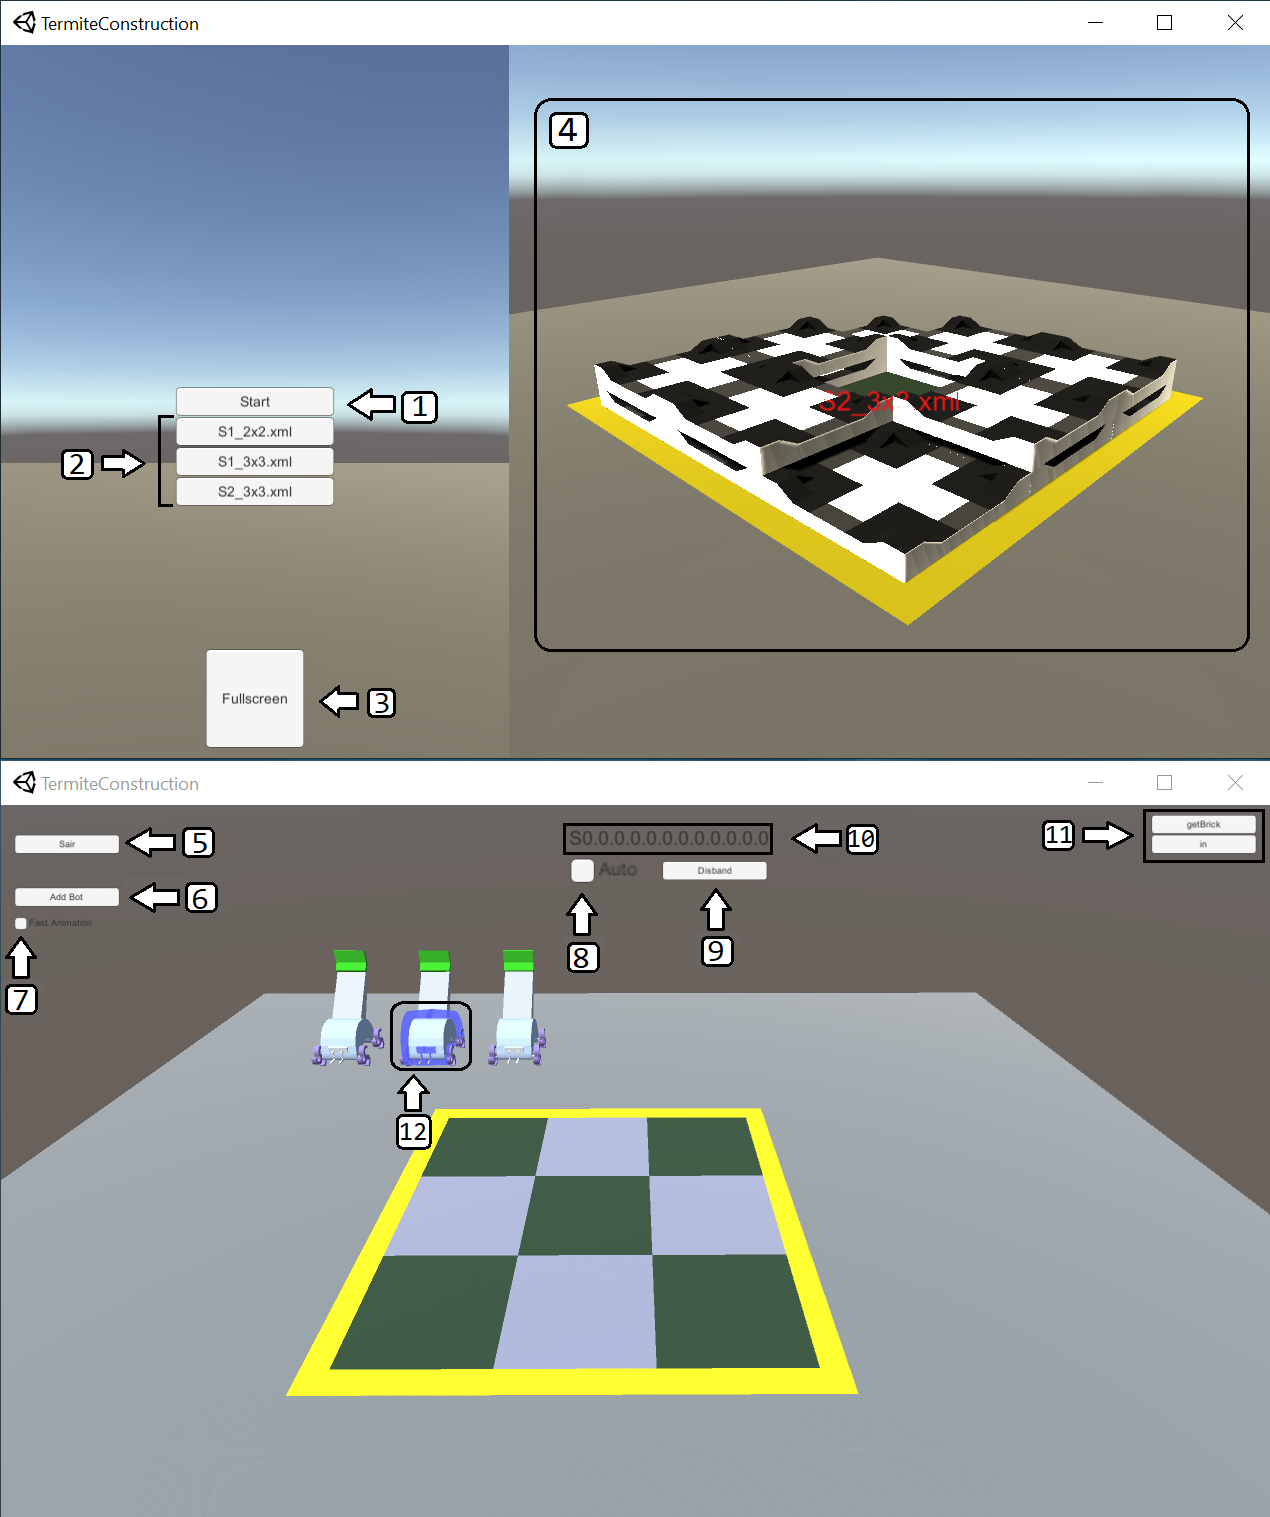 TermiteConstruction
4
Start
1
S1_2x2.xml
2
S1_3x3.xml
S2_3x3.xml
S2_3x3.xml
Fullscreen
3
TermiteConstruction
Sair
5
S0.0.0.0.0.0.0.0.0.0.0.0
10
11
getBrick
in
Auto
Disband
Add Bot
6
Fast Animation
8
9
7
12